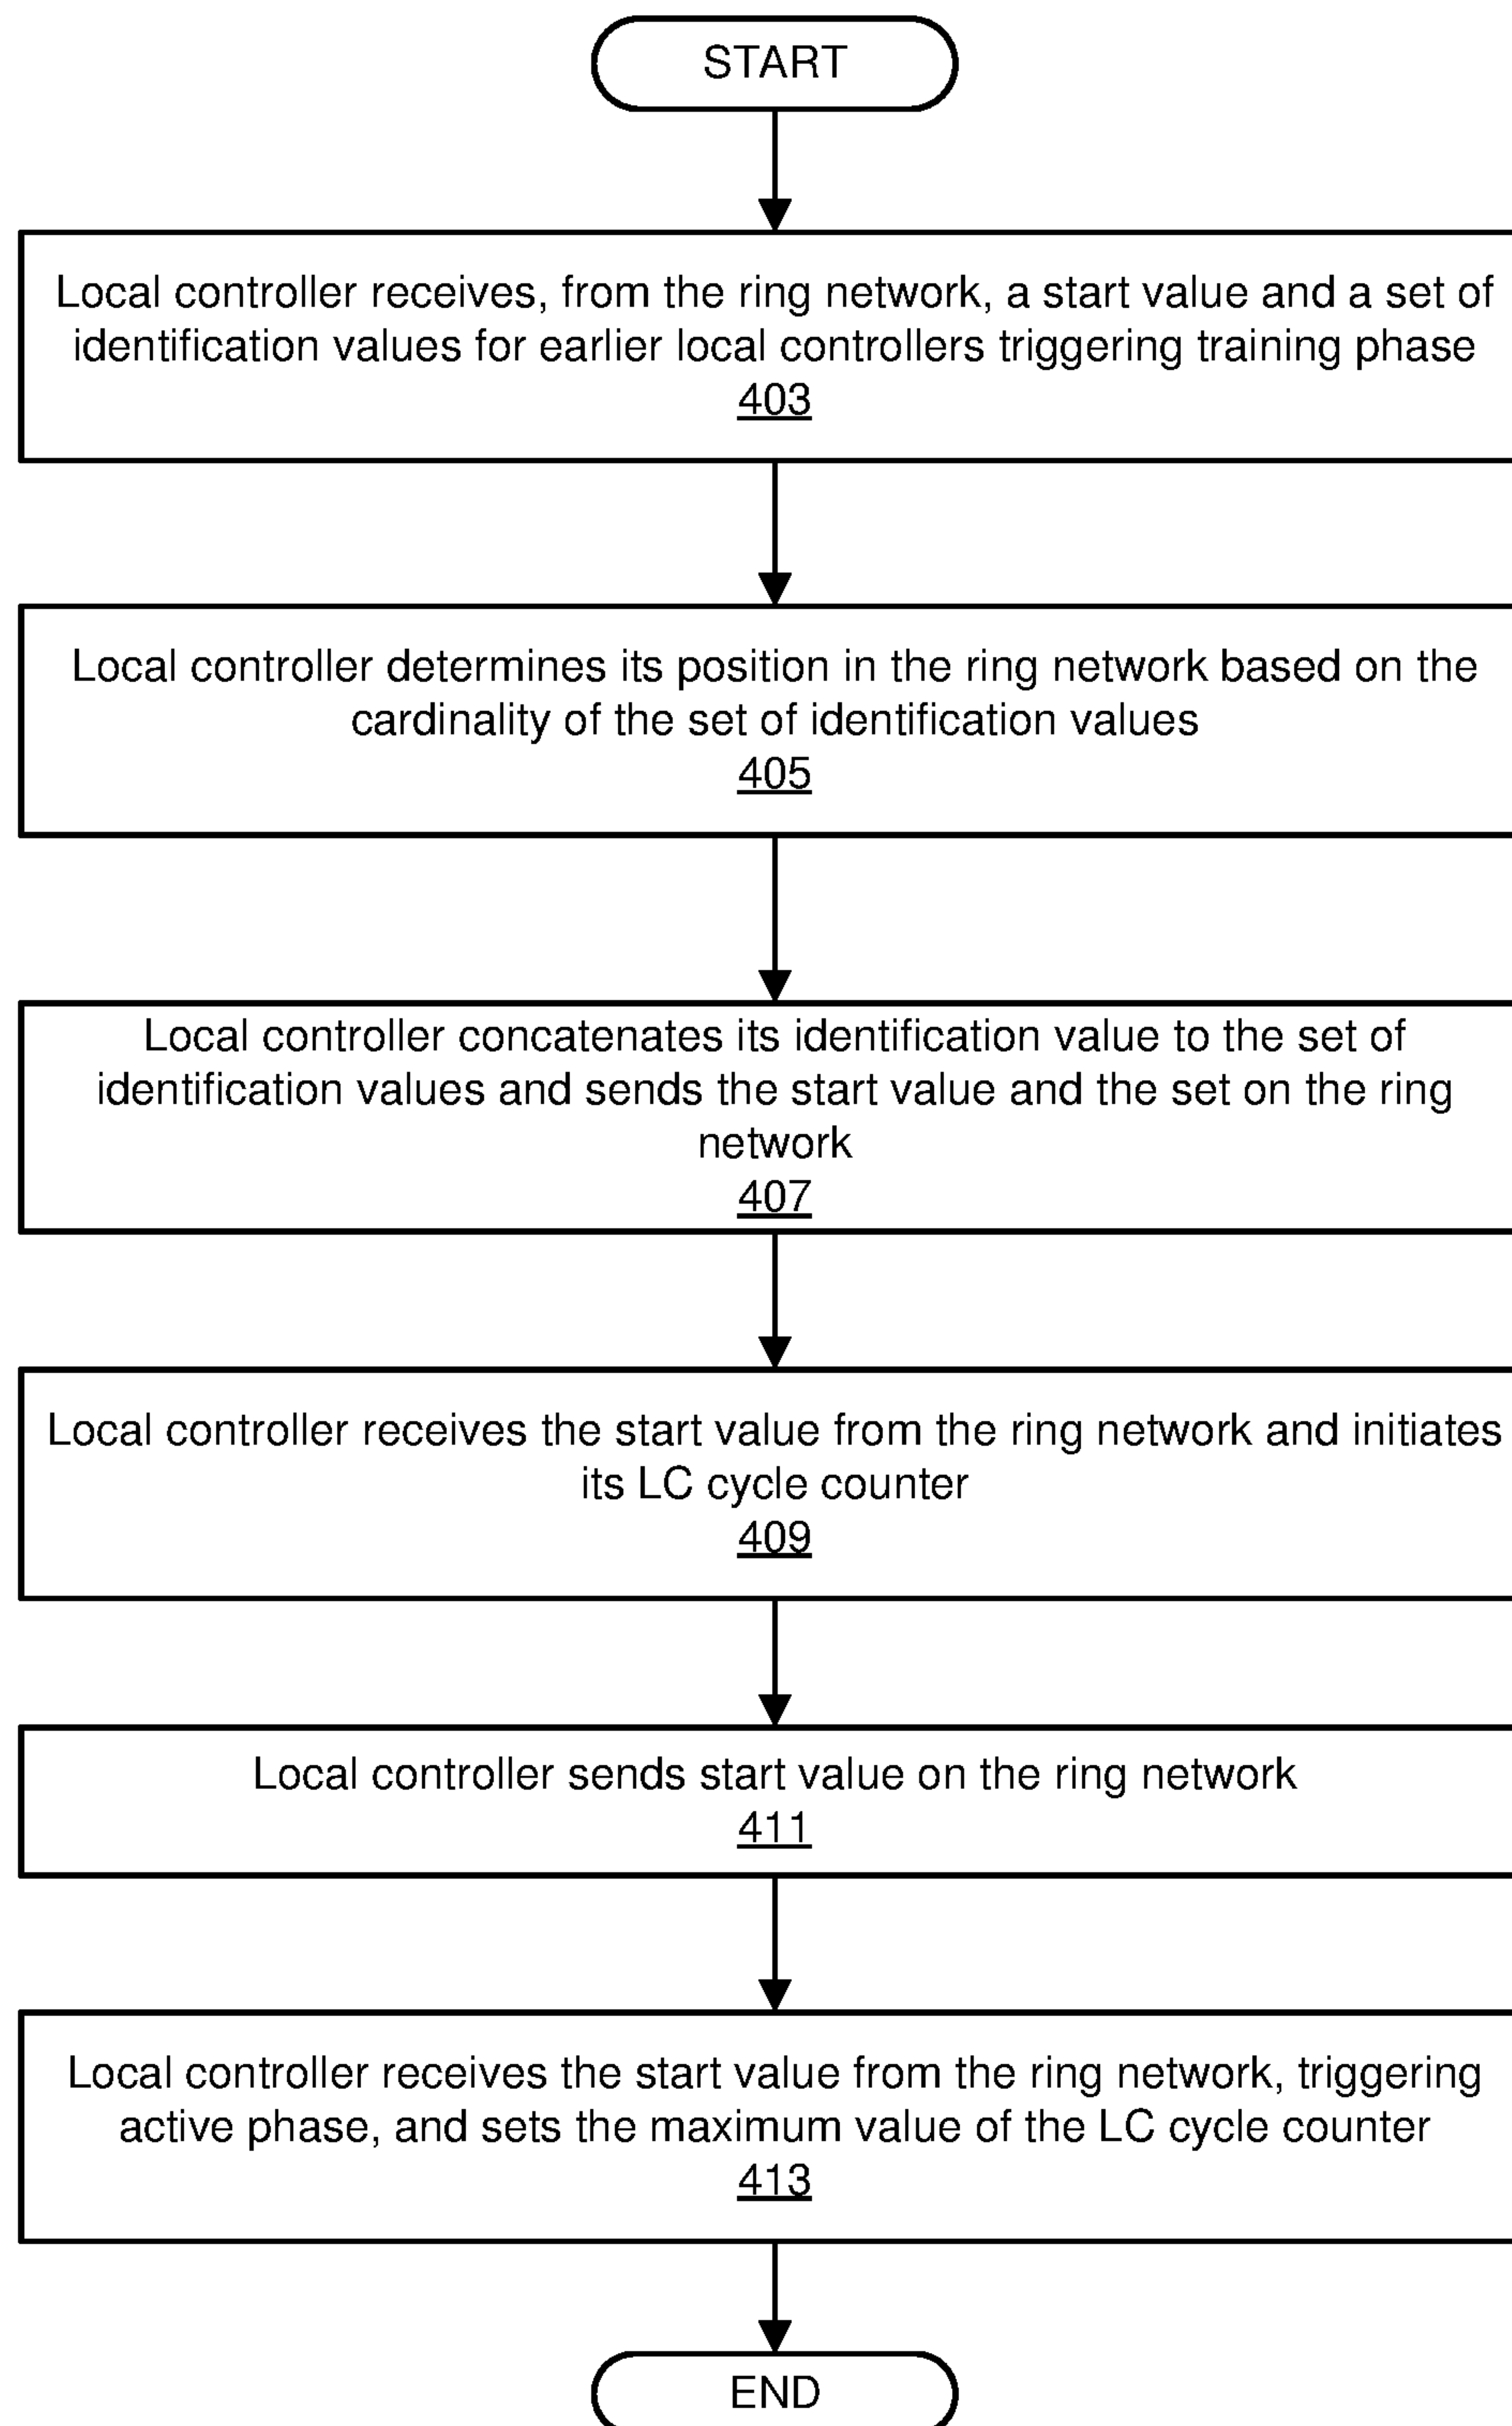 START
Local controller receives, from the ring network, a start value and a set of
identification values for earlier local controllers triggering training phase
403
Local controller determines its position in the ring network based on the
cardinality of the set of identification values
405
Local controller concatenates its identification value to the set of
identification values and sends the start value and the set on the ring
network
407
Local controller receives the start value from the ring network and initiates
its LC cycle counter
409
Local controller sends start value on the ring network
411
Local controller receives the start value from the ring network, triggering
active phase, and sets the maximum value of the LC cycle counter
413
END